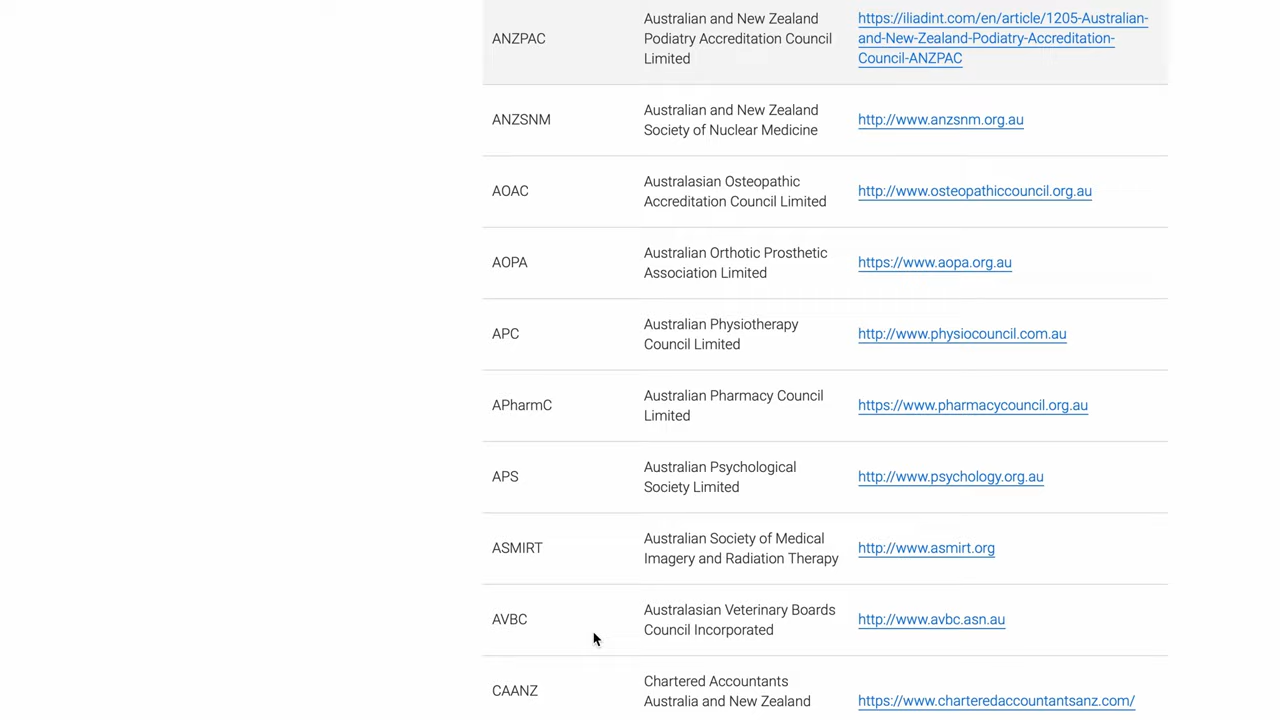 ANZPAC
Australian and New Zealand
Podiatry Accreditation Council
Limited
https://iliadint.com/en/article/1205-Australian-
and-New-Zealand-Podiatry-Accreditation-
Council-ANZPAC
ANZSNM
Australian and New Zealand
Society of Nuclear Medicine
http://www.anzsnm.org.au
AOAC
Australasian Osteopathic
Accreditation Council Limited
http://www.osteopathiccouncil.org.au
AOPA
Australian Orthotic Prosthetic
Association Limited
https://www.aopa.org.au
APC
Australian Physiotherapy
Council Limited
http://www.physiocouncil.com.au
APharmC
Australian Pharmacy Council
Limited
https://www.pharmacycouncil.org.au
APS
Australian Psychological
Society Limited
http://www.psychology.org.au
ASMIRT
Australian Society of Medical
Imagery and Radiation Therapy
http://www.asmirt.org
AVBC
Australasian Veterinary Boards
Council Incorporated
http://www.avbc.asn.au
CAANZ
Chartered Accountants
Australia and New Zealand
https://www.charteredaccountantsanz.com/